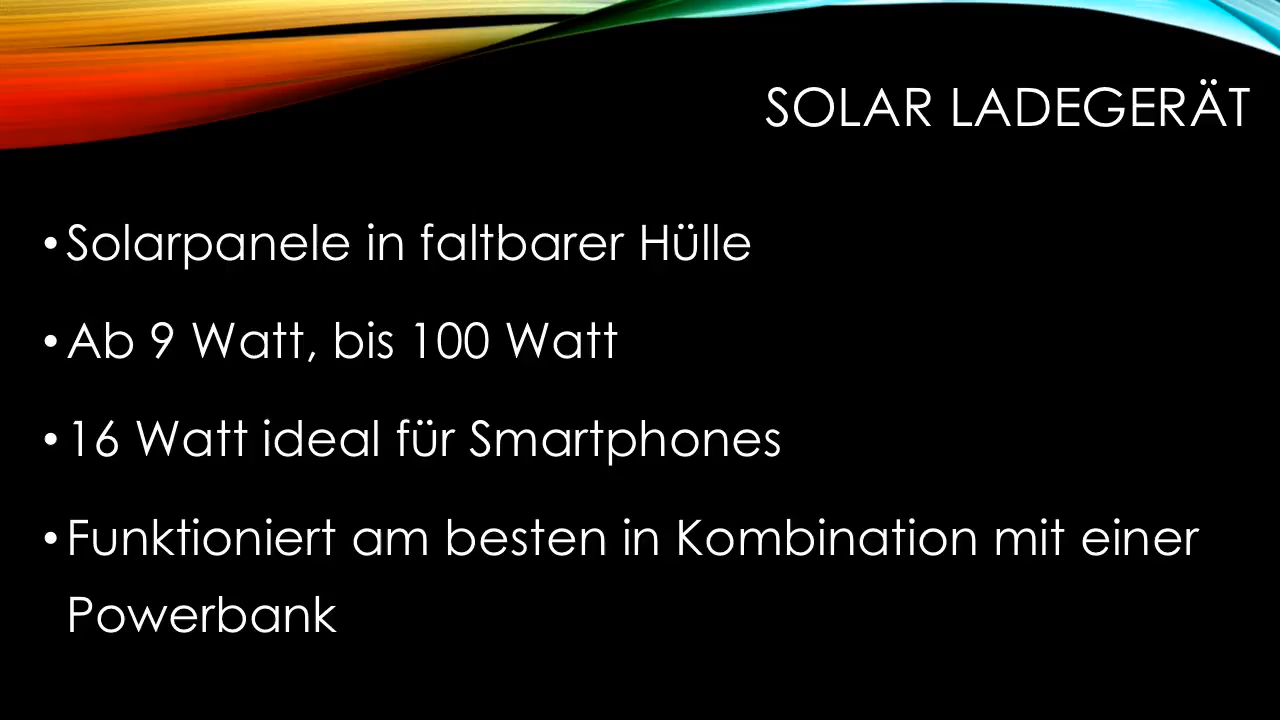 SOLAR LADEGERÄT
• Solarpanele in faltbarer Hülle
• Ab 9 Watt, bis 100 Watt
• 16 Watt ideal für Smartphones
• Funktioniert am besten in Kombination mit einer
Powerbank